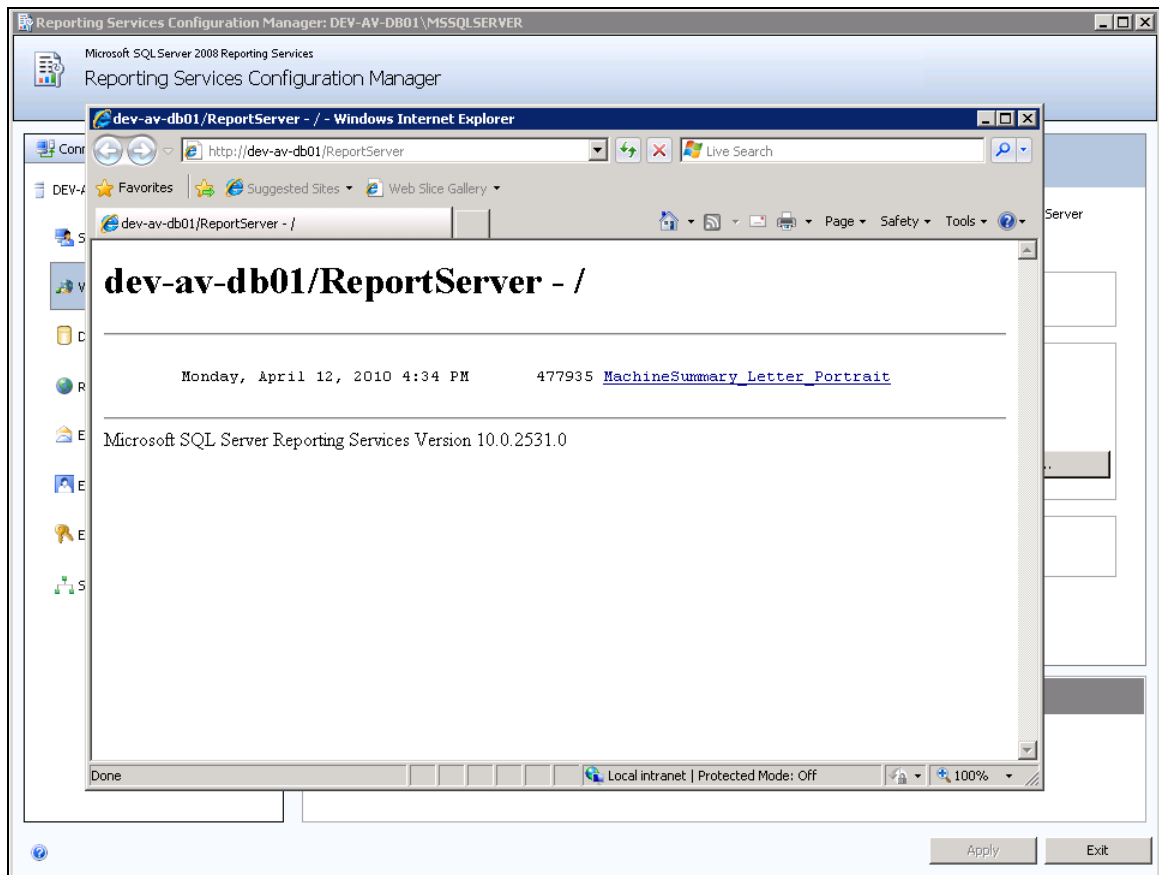 Reporting Services Configuration Manager: DEV-AV-DB01\MSSQLSERVER
Microsoft SQL Server 2008 Reporting Services
Reporting Services Configuration Manager
dev-av-db01/ReportServer - / - Windows Internet Explorer
http://dev-av-db01/ReportServer
Live Search
Favorites
Suggested Sites
Web Slice Gallery
dev-av-db01/ReportServer - /
Page
Safety
Tools
Server
dev-av-db01/ReportServer - /
Monday, April 12, 2010 4:34 PM 477935 MachineSummary_Letter_Portrait
Microsoft SQL Server Reporting Services Version 10.0.2531.0
Done
Local intranet | Protected Mode: Off
100%
Apply
Exit